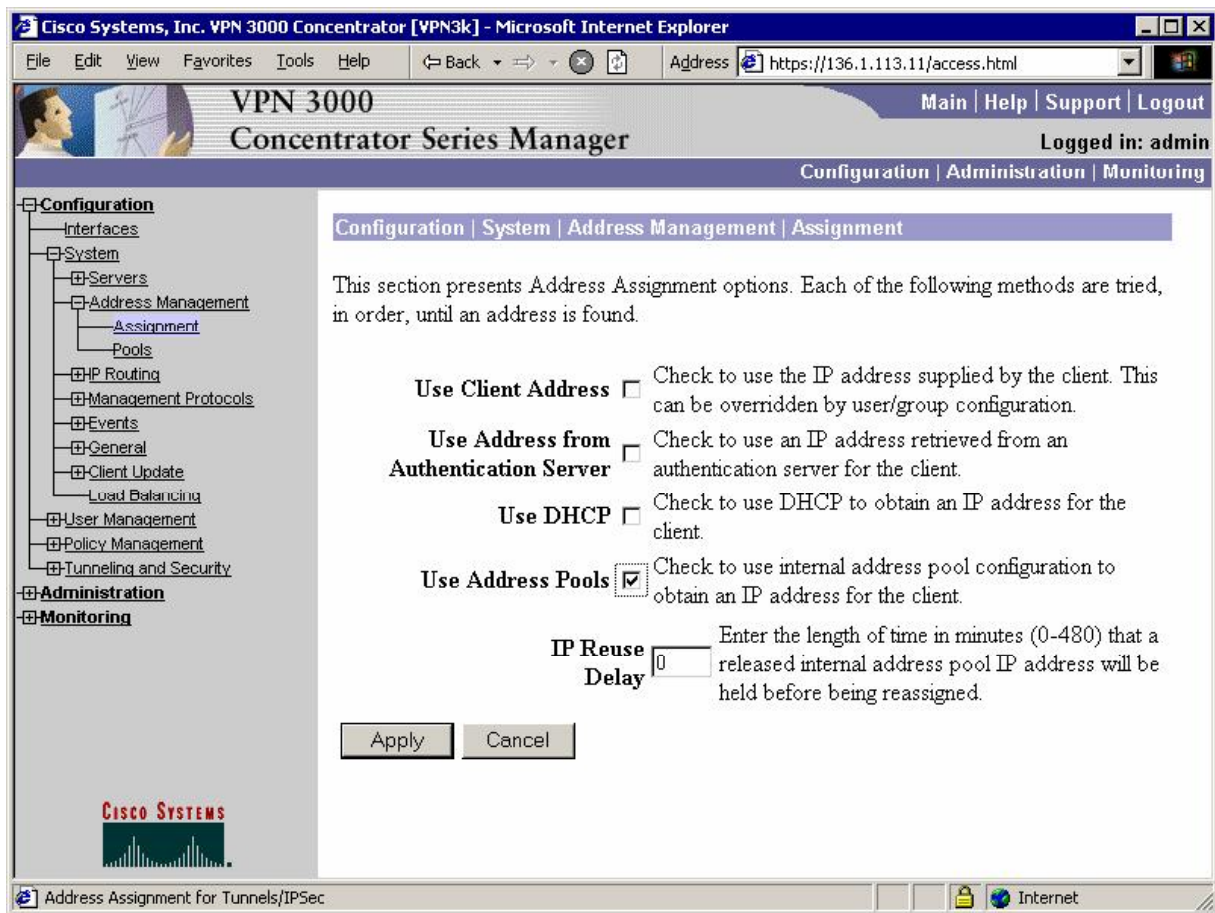 Cisco Systems, Inc. VPN 3000 Concentrator [VPN3k] - Microsoft Internet Explorer
File Edit View Favorites Tools Help Back Address https://136.1.113.11/access.html
VPN 3000
Concentrator Series Manager
Main | Help | Support | Logout
Logged in: admin
Configuration | Administration | Monitoring
Configuration
Interfaces
System
Servers
Address Management
Assignment
Pools
IP Routing
Management Protocols
Events
General
Client Update
Load Balancing
User Management
Policy Management
Tunneling and Security
Administration
Monitoring
CISCO SYSTEMS
Configuration | System | Address Management | Assignment
This section presents Address Assignment options. Each of the following methods are tried,
in order, until an address is found.
Use Client Address
Check to use the IP address supplied by the client. This
can be overridden by user/group configuration.
Use Address from
Authentication Server
Check to use an IP address retrieved from an
authentication server for the client.
Use DHCP
Check to use DHCP to obtain an IP address for the
client.
Use Address Pools
Check to use internal address pool configuration to
obtain an IP address for the client.
IP Reuse
Delay
0
Enter the length of time in minutes (0-480) that a
released internal address pool IP address will be
held before being reassigned.
Apply Cancel
Address Assignment for Tunnels/IPSec
Internet